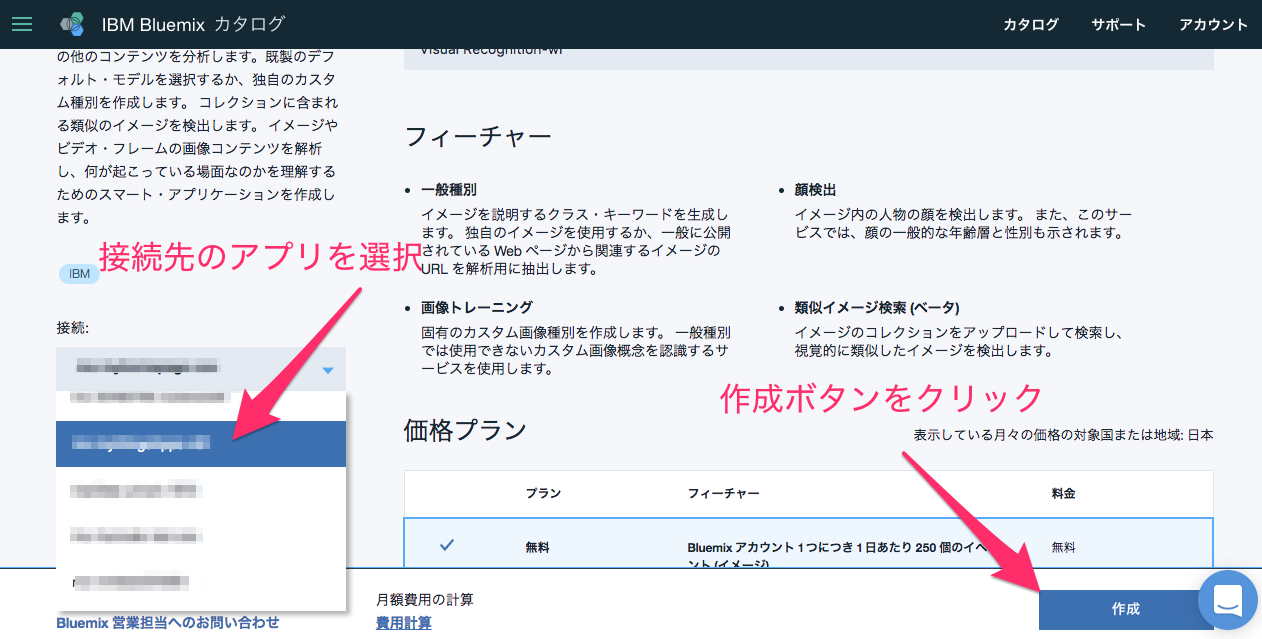 IBM Bluemix カタログ
カタログ
サポート
アカウント
の他のコンテンツを分析します。既製のデフ
ォルト・モデルを選択するか、独自のカスタ
ム種別を作成します。 コレクションに含まれ
る類似のイメージを検出します。 イメージや
ビデオ・フレームの画像コンテンツを解析
し、何が起こっている場面なのかを理解する
ためのスマート・アプリケーションを作成し
ます。
IBM
接続先のアプリを選択
接続:
Bluemix 営業担当へのお問い合わせ
Visual Recognition-wl
フィーチャー
一般種別
イメージを説明するクラス・キーワードを生成し
ます。 独自のイメージを使用するか、一般に公開
されている Web ページから関連するイメージの
URL を解析用に抽出します。
顔検出
イメージ内の人物の顔を検出します。 また、このサー
ビスでは、顔の一般的な年齢層と性別も示されます。
画像トレーニング
固有のカスタム画像種別を作成します。 一般種別
では使用できないカスタム画像概念を認識するサ
ービスを使用します。
類似イメージ検索 (ベータ)
イメージのコレクションをアップロードして検索し、
視覚的に類似したイメージを検出します。
作成ボタンをクリック
価格プラン
表示している月々の価格の対象国または地域: 日本
プラン
フィーチャー
料金
無料
Bluemix アカウント 1 つにつき 1 日あたり 250 個のイベ
ント (イメージ)
無料
月額費用の計算
費用計算
作成